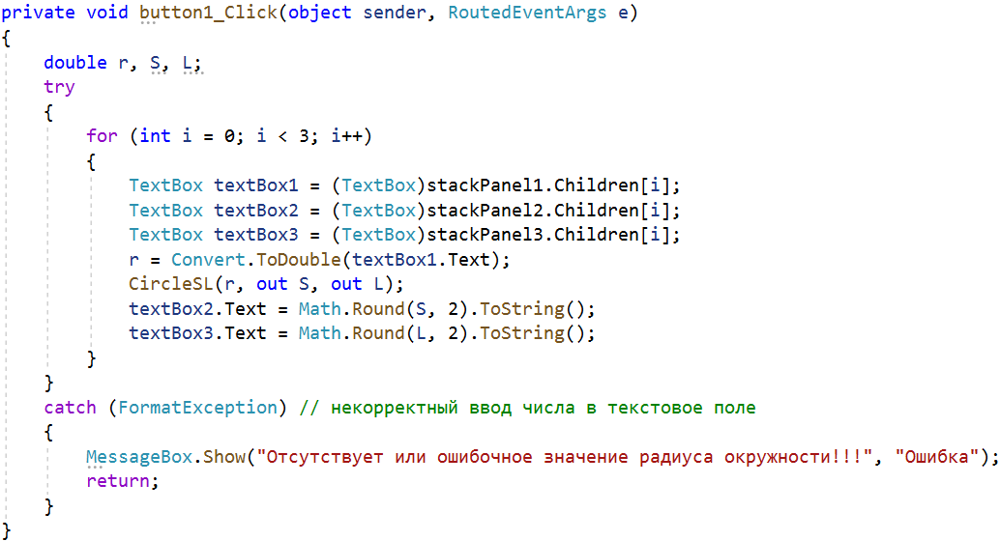 private void button1_Click(object sender, RoutedEventArgs e)
{
    double r, S, L;
    try
    {
        for (int i = 0; i < 3; i++)
        {
            TextBox textBox1 = (TextBox)stackPanel1.Children[i];
            TextBox textBox2 = (TextBox)stackPanel2.Children[i];
            TextBox textBox3 = (TextBox)stackPanel3.Children[i];
            r = Convert.ToDouble(textBox1.Text);
            CircleSL(r, out S, out L);
            textBox2.Text = Math.Round(S, 2).ToString();
            textBox3.Text = Math.Round(L, 2).ToString();
        }
    }
    catch (FormatException) // некорректный ввод числа в текстовое поле
    {
        MessageBox.Show("Отсутствует или ошибочное значение радиуса окружности!!!", "Ошибка");
        return;
    }
}